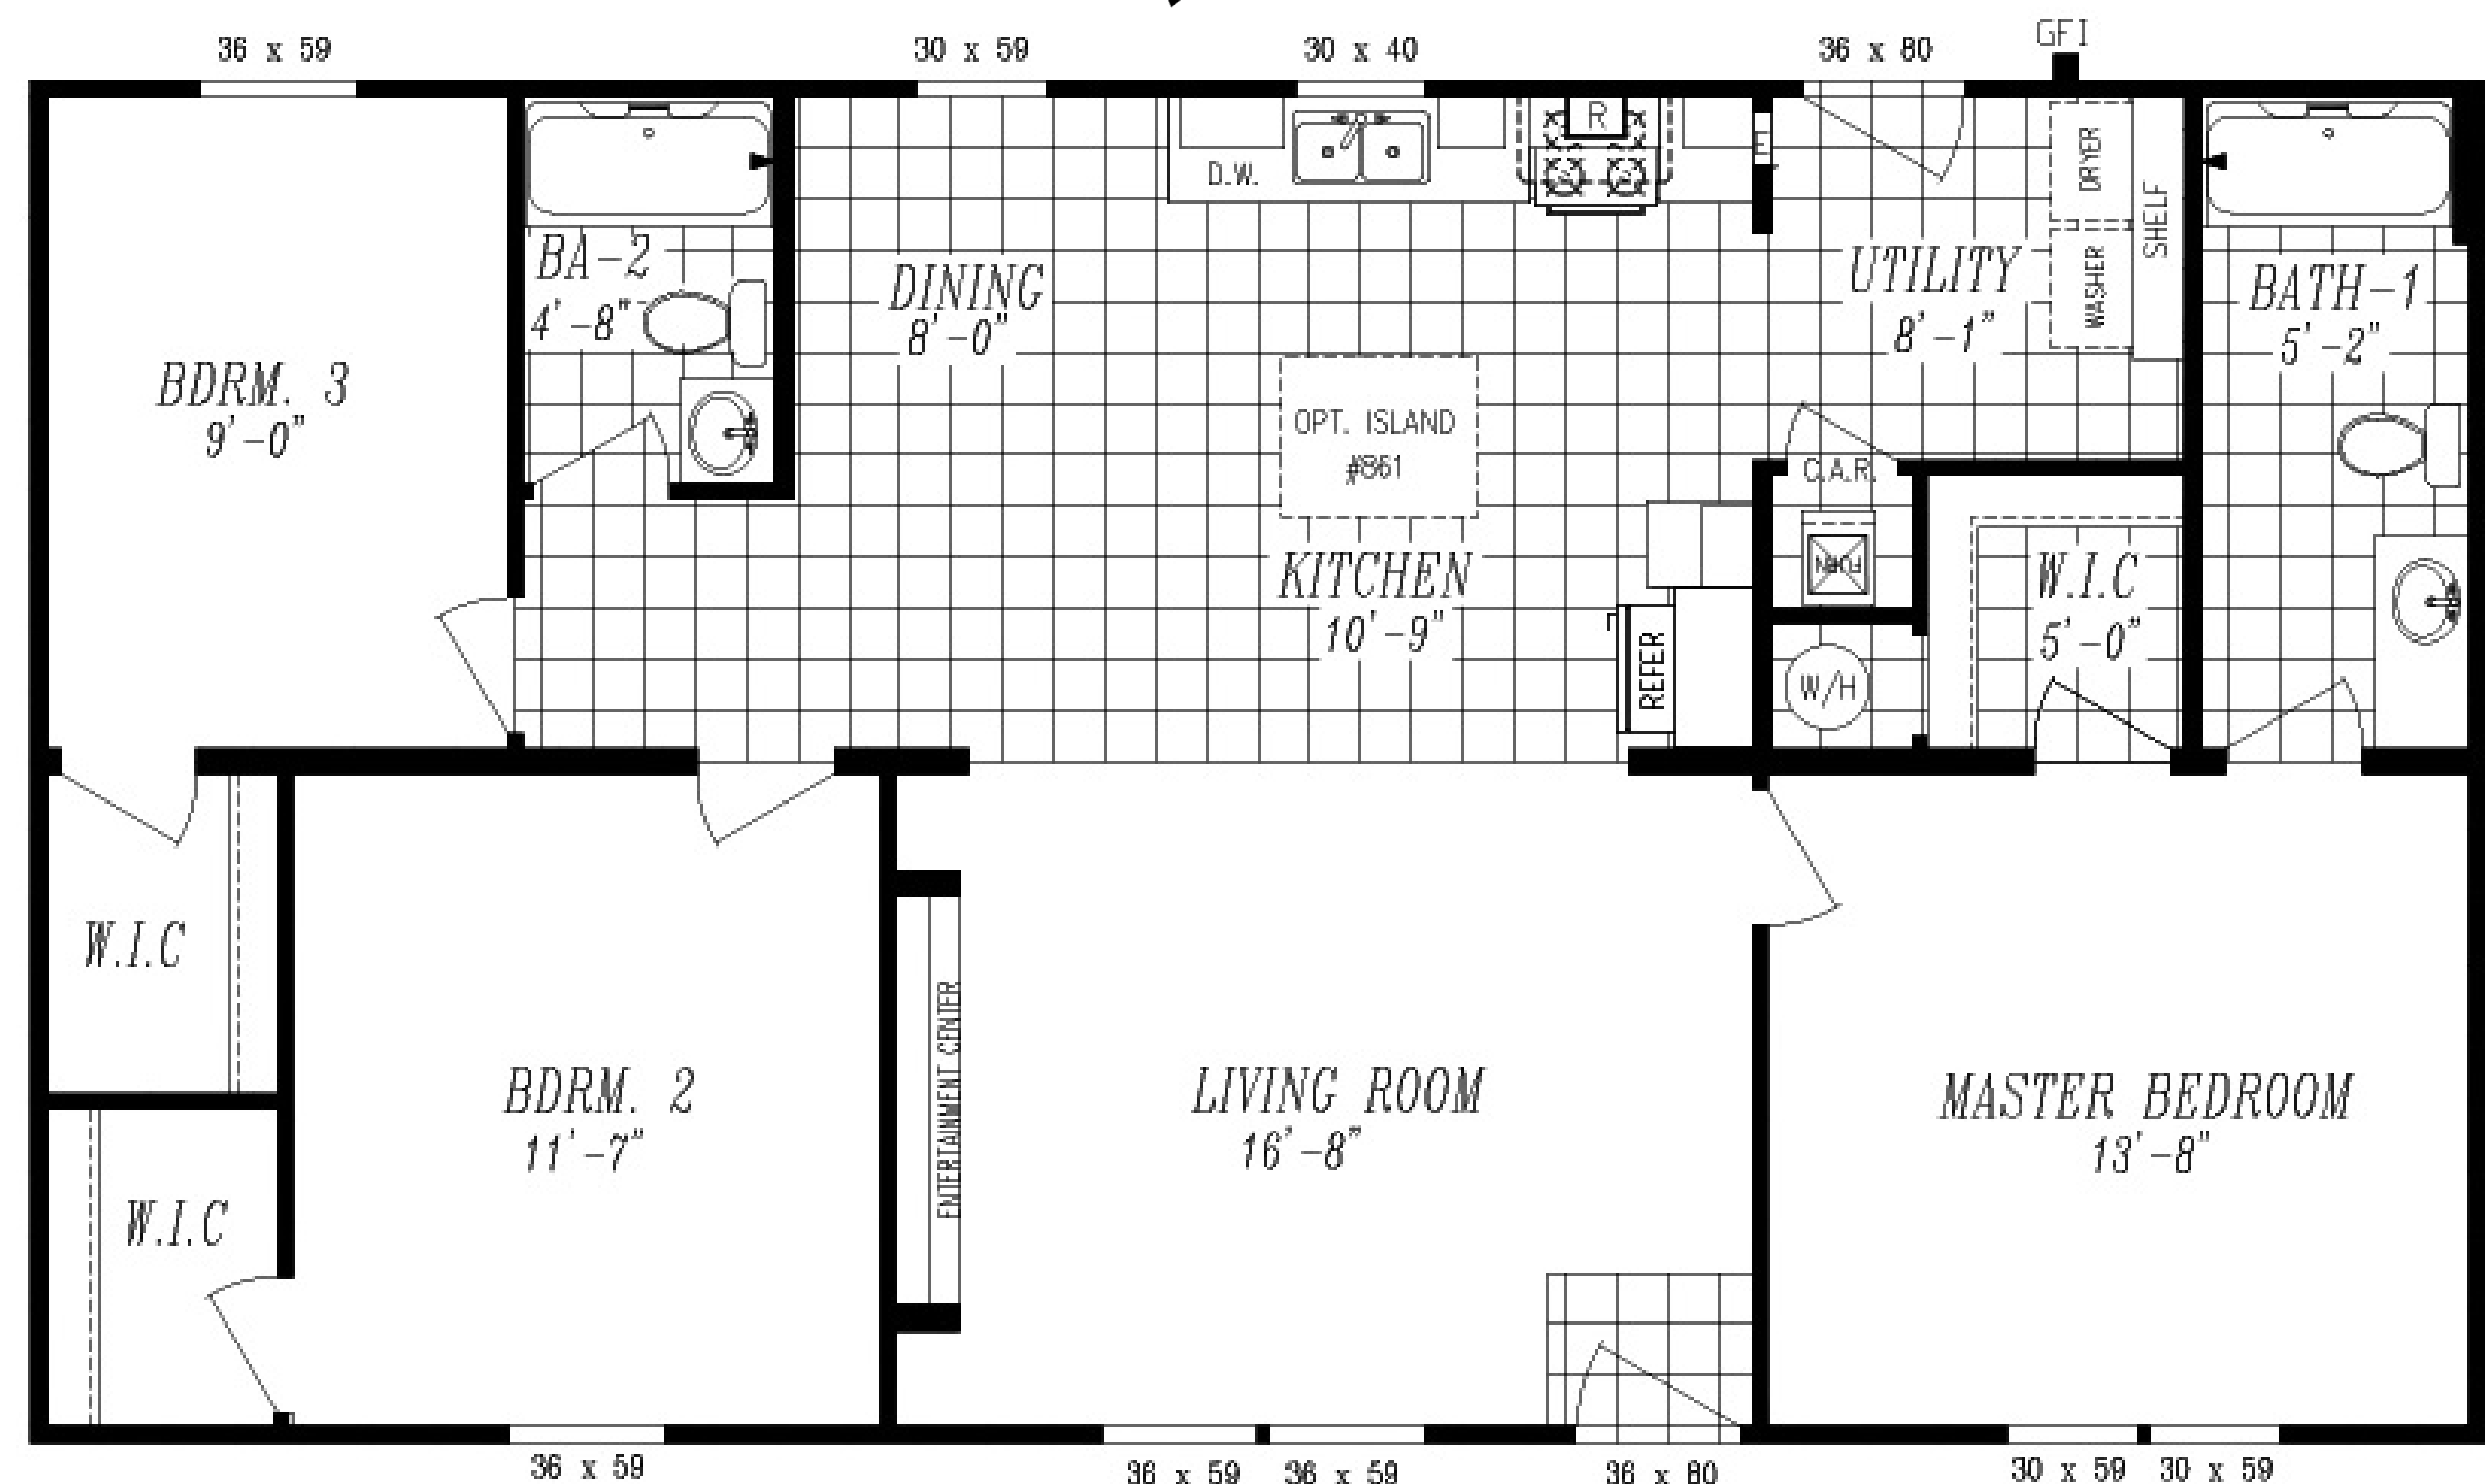 36 x 59
30 x 59
30 x 40
36 x 80
GFI
R
E
D.W.
DRYER
SHELF
WASHER
BA-2
4'-8"
DINING
8'-0"
UTILITY
8'-1"
BATH-1
5'-2"
BDRM. 3
9'-0"
OPT. ISLAND
#861
O.A.R.
KITCHEN
10'-9"
FURN
W.I.C
5'-0"
REFER
W/H
W.I.C
ENTERTAINMENT CENTER
BDRM. 2
11'-7"
LIVING ROOM
16'-8"
MASTER BEDROOM
13'-8"
W.I.C
36 x 59
36 x 59
36 x 59
36 x 80
30 x 59
30 x 59